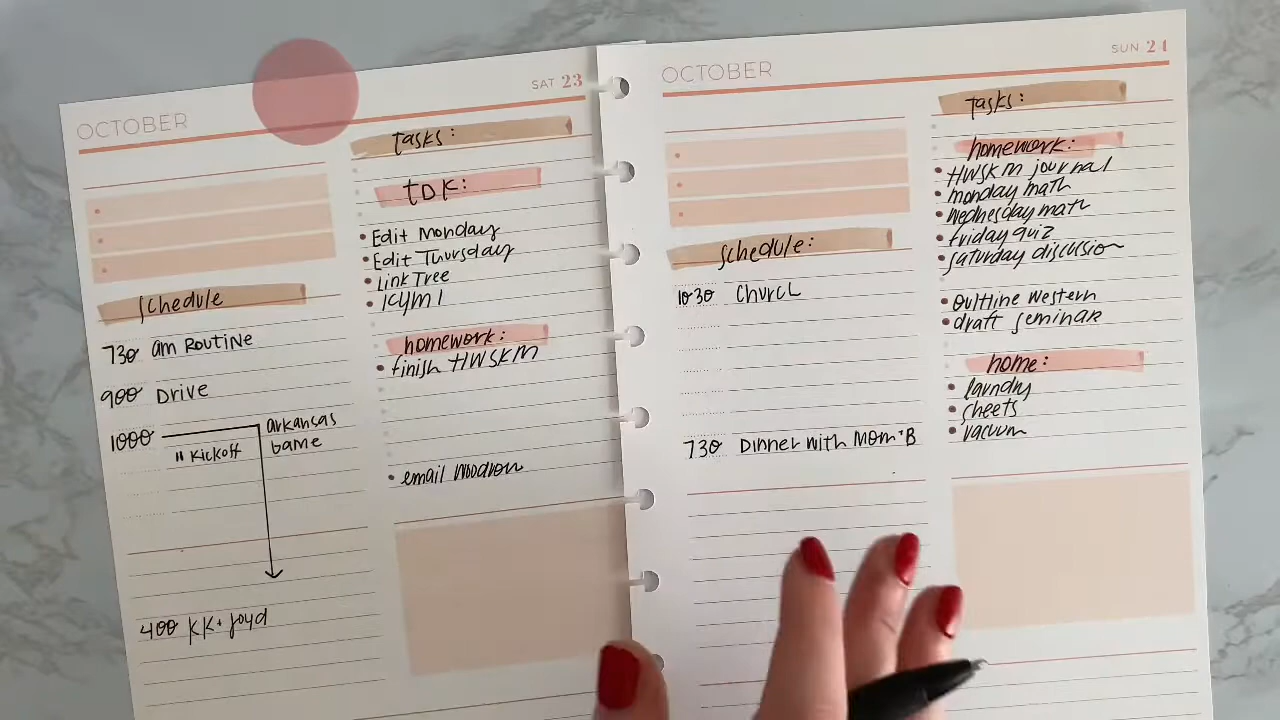 OCTOBER
SAT 23
schedule
730 am Routine
900 Drive
1000
arkansas
game
11 kickoff
400 KK + Joyd
Tasks:
TDK:
Edit Monday
Edit Thursday
Link Tree
ICYMI
homework:
finish HWSKM
email
OCTOBER
SUN 24
schedule:
1030 Church
730 Dinner with Mom + B
Tasks:
homework:
HWSKM journal
monday math
Wednesday math
friday quiz
saturday discussion
outline western
draft seminar
home:
laundry
sheets
vacuum